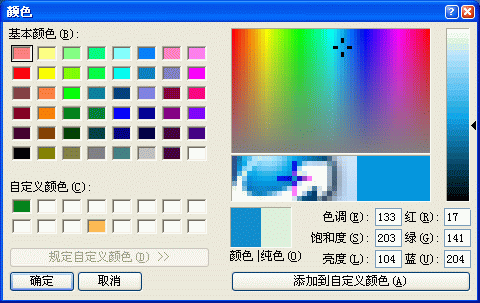 颜色
基本颜色(B):
自定义颜色(C):
规定自定义颜色(D) >>
确定 取消
颜色|纯色(O)
色调(E): 133 红(R): 17
饱和度(S): 203 绿(G): 141
亮度(L): 104 蓝(U): 204
添加到自定义颜色(A)